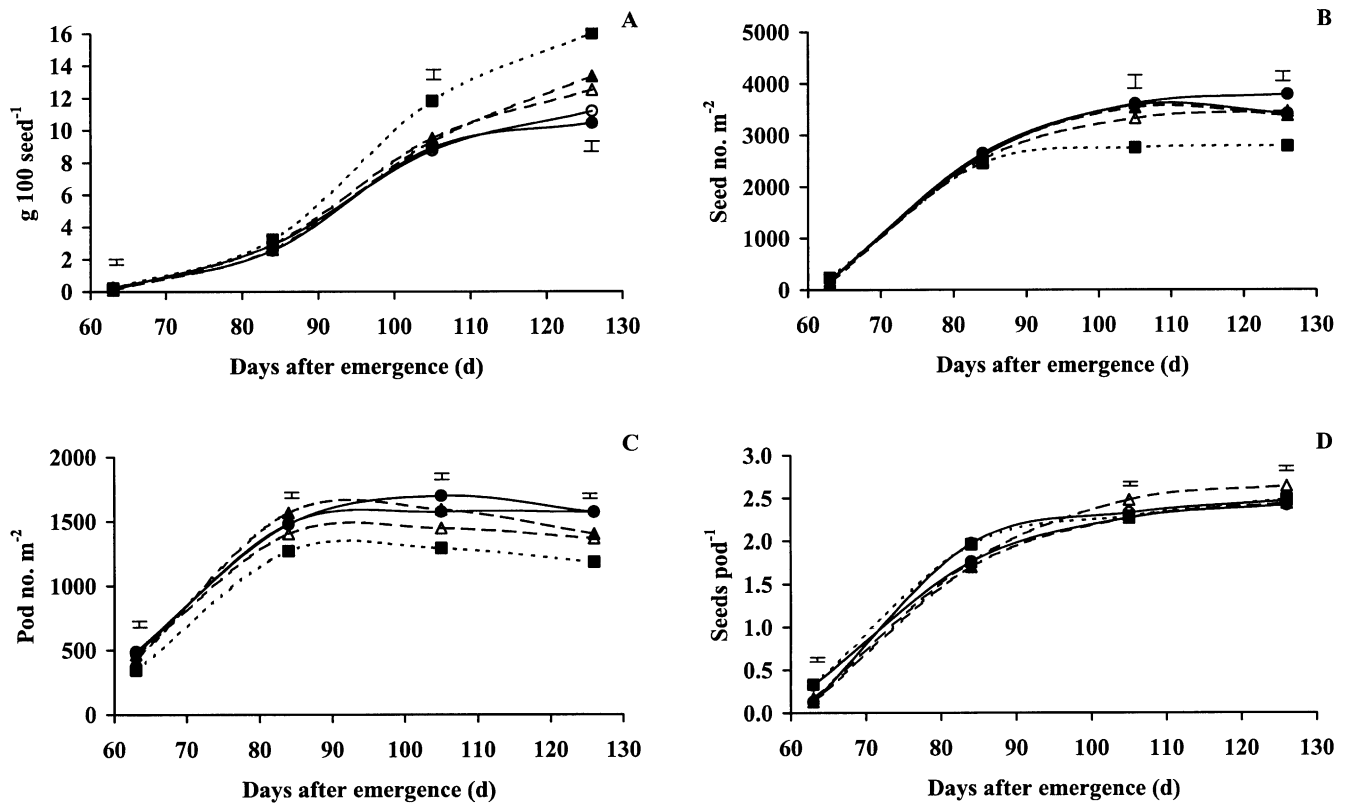 A
g 100 seed-1
16
14
12
10
8
6
4
2
0
60 70 80 90 100 110 120 130
Days after emergence (d)
B
Seed no. m-2
5000
4000
3000
2000
1000
0
60 70 80 90 100 110 120 130
Days after emergence (d)
C
Pod no. m-2
2000
1500
1000
500
0
60 70 80 90 100 110 120 130
Days after emergence (d)
D
Seeds pod-1
3.0
2.5
2.0
1.5
1.0
0.5
0.0
60 70 80 90 100 110 120 130
Days after emergence (d)